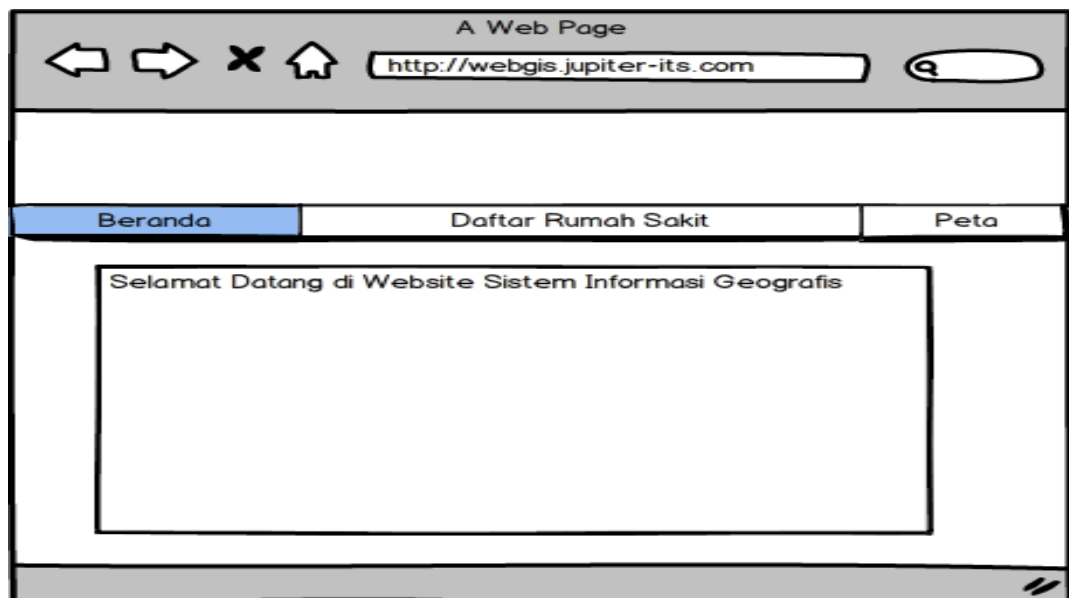 A Web Page
http://webgis.jupiter-its.com
Beranda Daftar Rumah Sakit Peta
Selamat Datang di Website Sistem Informasi Geografis